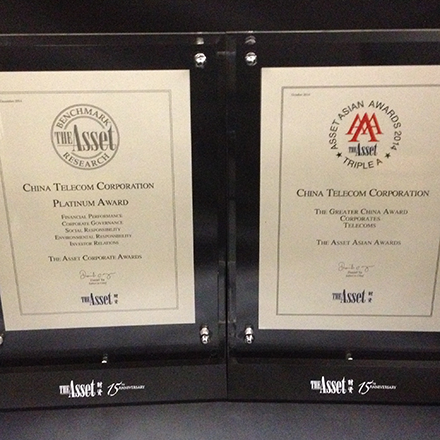 BENCHMARK
THE Asset
RESEARCH
CHINA TELECOM CORPORATION
PLATINUM AWARD
FINANCIAL PERFORMANCE
CORPORATE GOVERNANCE
SOCIAL RESPONSIBILITY
ENVIRONMENTAL RESPONSIBILITY
INVESTOR RELATIONS
THE ASSET CORPORATE AWARDS
THE Asset
THE Asset 15TH ANNIVERSARY
ASSET ASIAN AWARDS 2014
AAA
THE Asset
TRIPLE A
CHINA TELECOM CORPORATION
THE GREATER CHINA AWARD
CORPORATES
TELECOMS
THE ASSET ASIAN AWARDS
THE Asset
THE Asset 15TH ANNIVERSARY